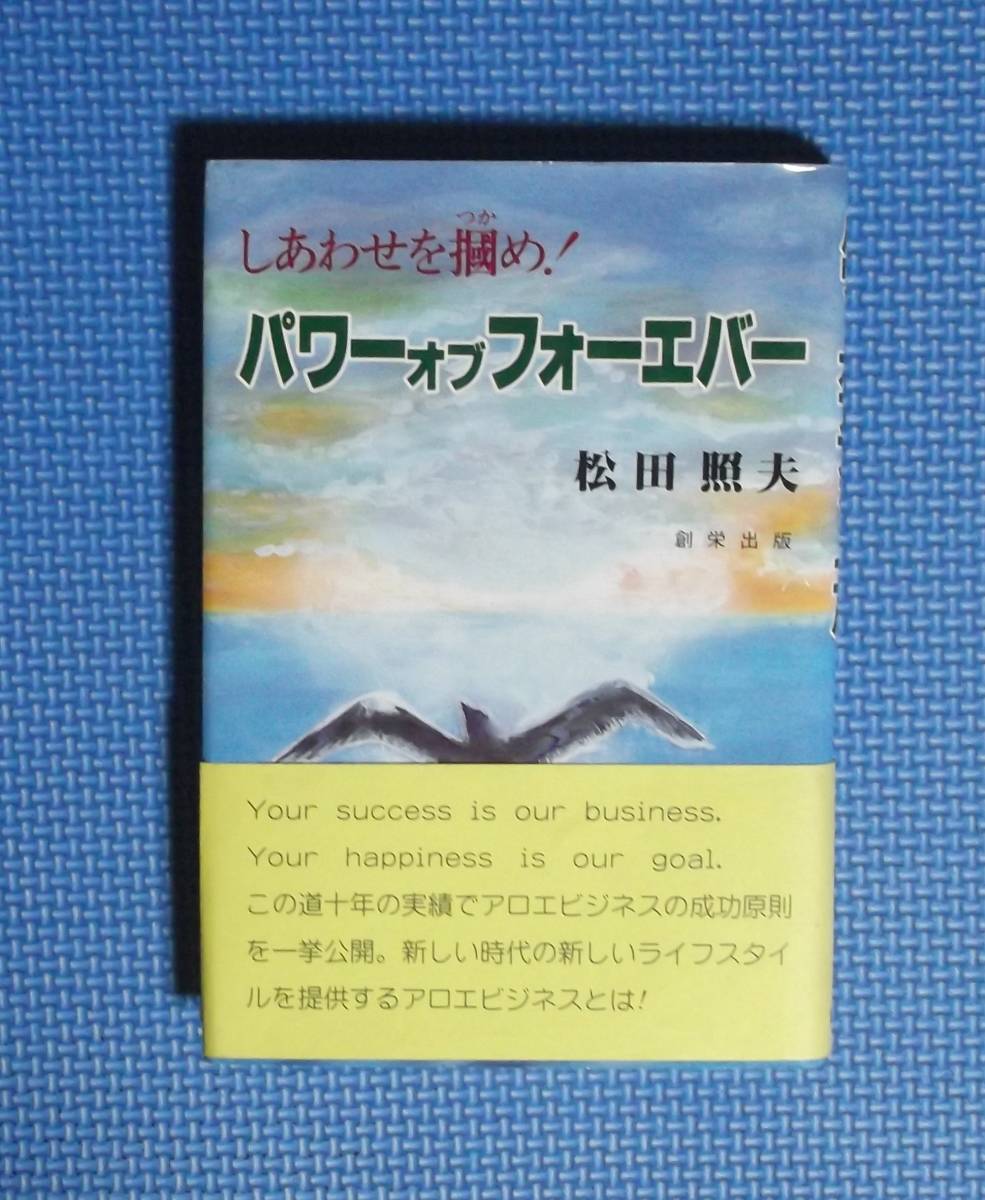 つか
しあわせを摑め!
パワーオブフォーエバー
松田照夫
創栄出版
Your success is our business.
Your happiness is our goal.
この道十年の実績でアロエビジネスの成功原則
を一挙公開。新しい時代の新しいライフスタイ
ルを提供するアロエビジネスとは!